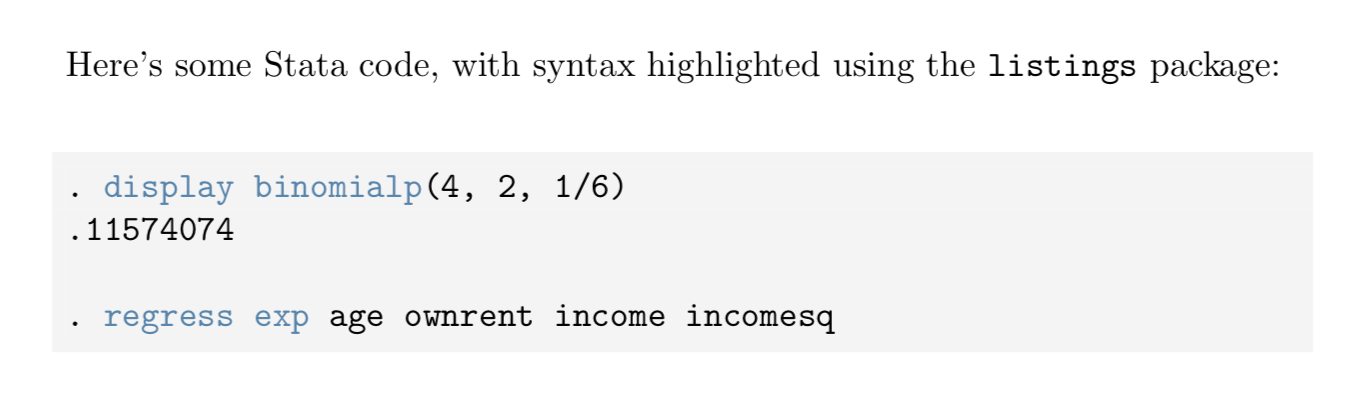 Here’s some Stata code, with syntax highlighted using the listings package:
. display binomialp(4, 2, 1/6)
.11574074
. regress exp age ownrent income incomesq